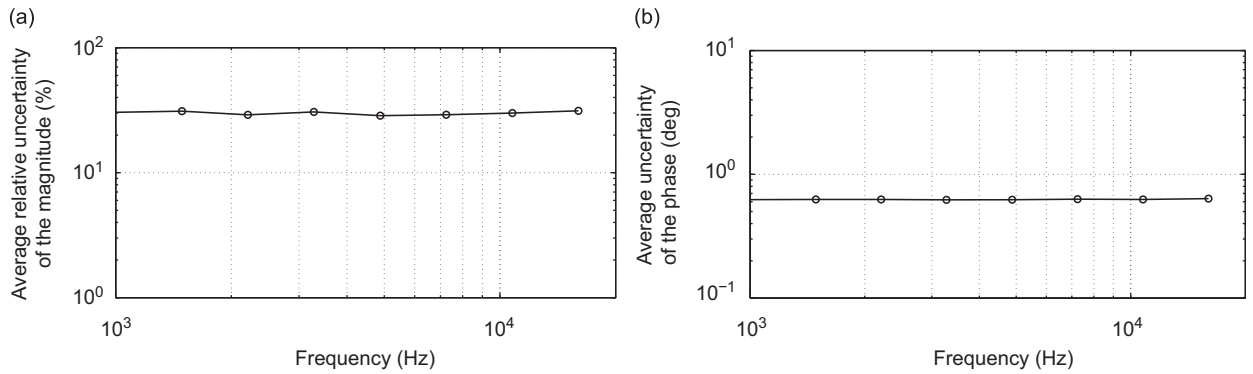 (a)
Average relative uncertainty
of the magnitude (%)
10²
10¹
10⁰
10³
10⁴
Frequency (Hz)
(b)
Average uncertainty
of the phase (deg)
10¹
10⁰
10⁻¹
10³
10⁴
Frequency (Hz)